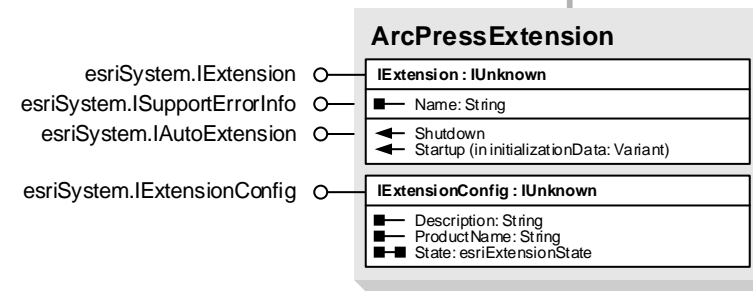 ArcPressExtension
esriSystem.IExtension
IExtension : IUnknown
esriSystem.ISupportErrorInfo
Name: String
esriSystem.IAutoExtension
Shutdown
Startup (in initializationData: Variant)
esriSystem.IExtensionConfig
IExtensionConfig : IUnknown
Description: String
ProductName: String
State: esriExtensionState